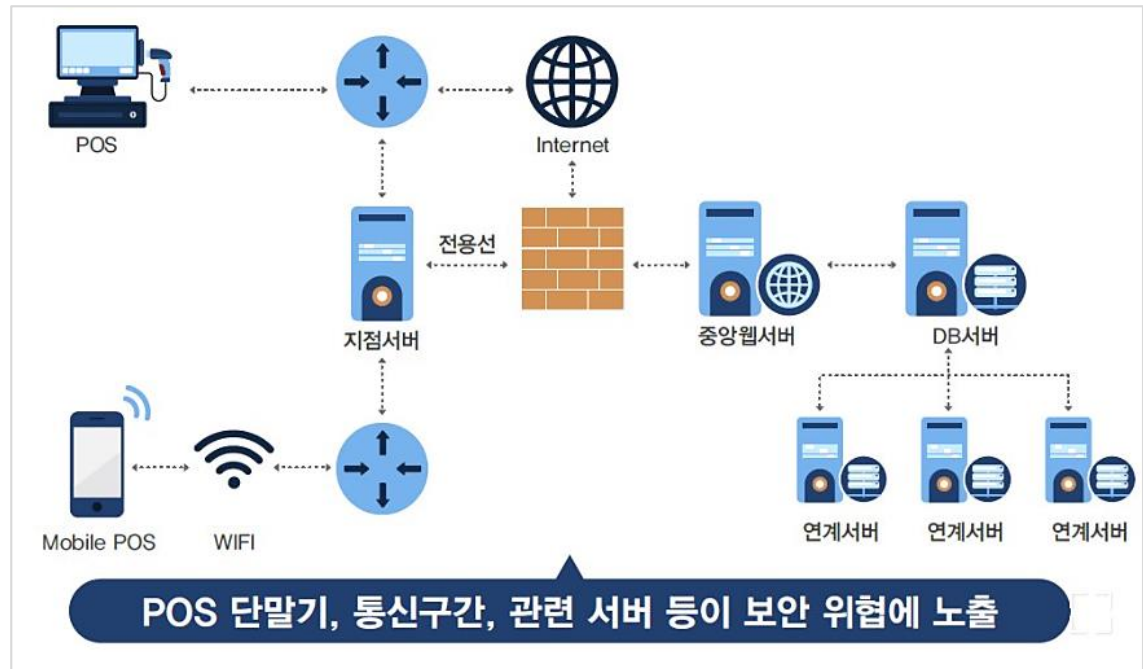 POS
Internet
전용선
지점서버
중앙웹서버
DB서버
Mobile POS
WIFI
연계서버
연계서버
연계서버
POS 단말기, 통신구간, 관련 서버 등이 보안 위협에 노출